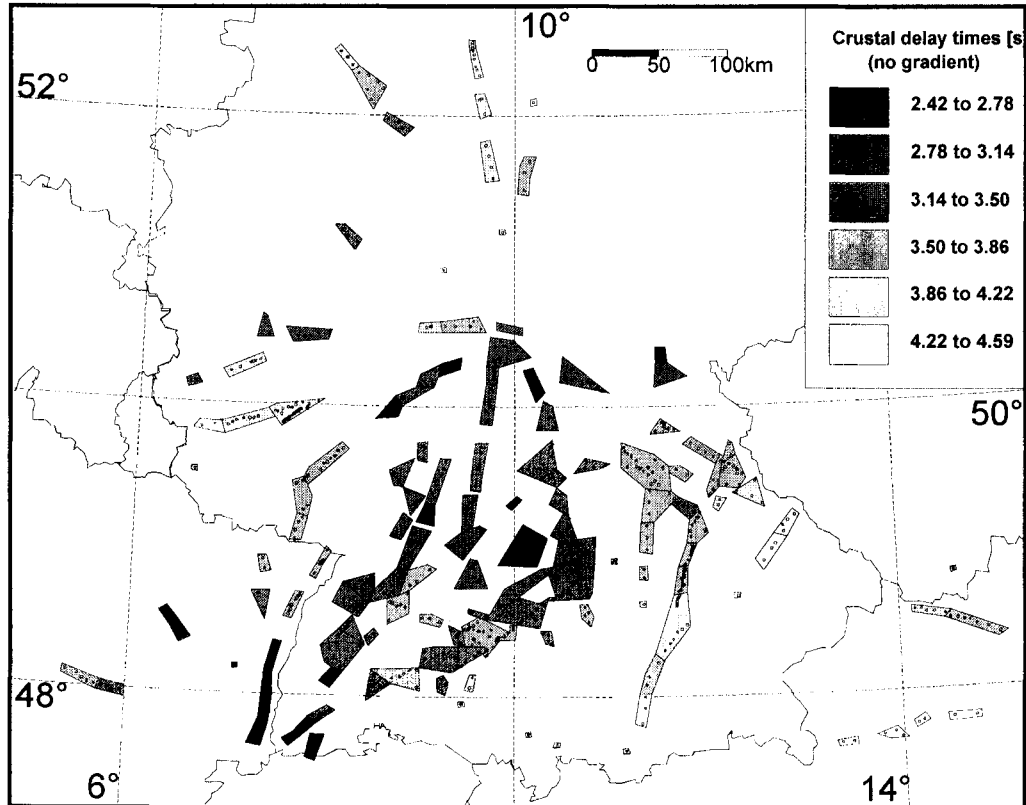 10°
52°
0 50 100km
Crustal delay times [s
(no gradient)
2.42 to 2.78
2.78 to 3.14
3.14 to 3.50
3.50 to 3.86
3.86 to 4.22
4.22 to 4.59
50°
48°
6°
14°